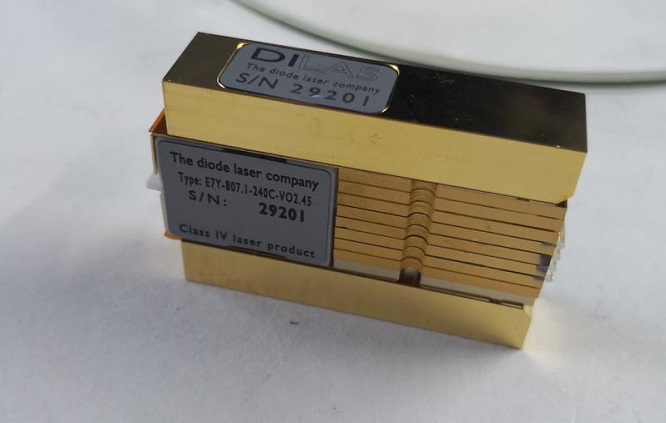 DILAS
The diode laser company
S/N 29201
The diode laser company
Type: E7Y-807.1-240C-VO2.45
S/N: 29201
Class IV laser product